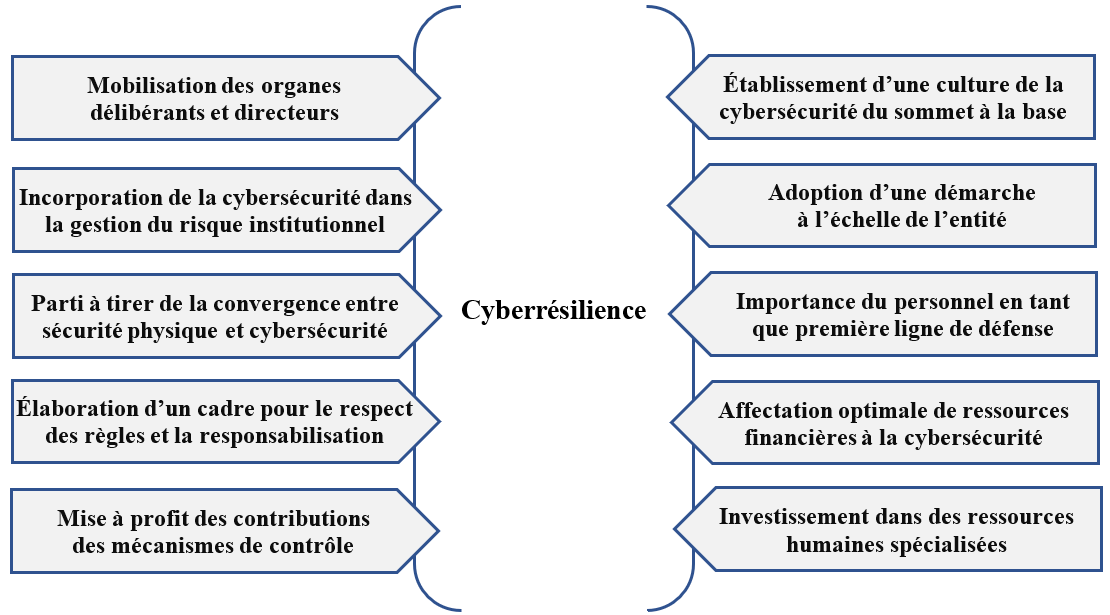 Mobilisation des organes
délibérants et directeurs
Incorporation de la cybersécurité dans
la gestion du risque institutionnel
Parti à tirer de la convergence entre
sécurité physique et cybersécurité
Élaboration d’un cadre pour le respect
des règles et la responsabilisation
Mise à profit des contributions
des mécanismes de contrôle
Cyberrésilience
Établissement d’une culture de la
cybersécurité du sommet à la base
Adoption d’une démarche
à l’échelle de l’entité
Importance du personnel en tant
que première ligne de défense
Affectation optimale de ressources
financières à la cybersécurité
Investissement dans des ressources
humaines spécialisées